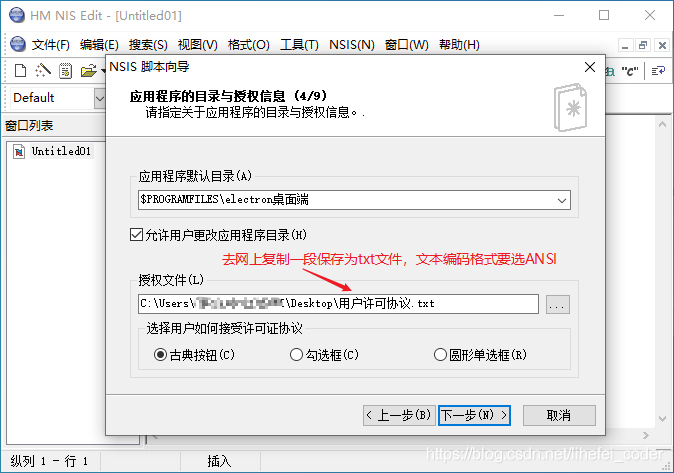 HM NIS Edit - [Untitled01]
文件(F) 编辑(E) 搜索(S) 视图(V) 格式(O) 工具(T) NSIS(N) 窗口(W) 帮助(H)
Default
"C"
窗口列表
Untitled01
NSIS 脚本向导
应用程序的目录与授权信息 (4/9)
请指定关于应用程序的目录与授权信息。.
应用程序默认目录(A)
$PROGRAMFILES\electron桌面端
允许用户更改应用程序目录(H)
去网上复制一段保存为txt文件，文本编码格式要选ANSI
授权文件(L)
C:\Users\ \Desktop\用户许可协议.txt
...
选择用户如何接受许可证协议
古典按钮(C) 勾选框(C) 圆形单选框(R)
< 上一步(B) 下一步(N) > 取消
纵列 1 - 行 1 插入
https://blog.csdn.net/lihefei_coder